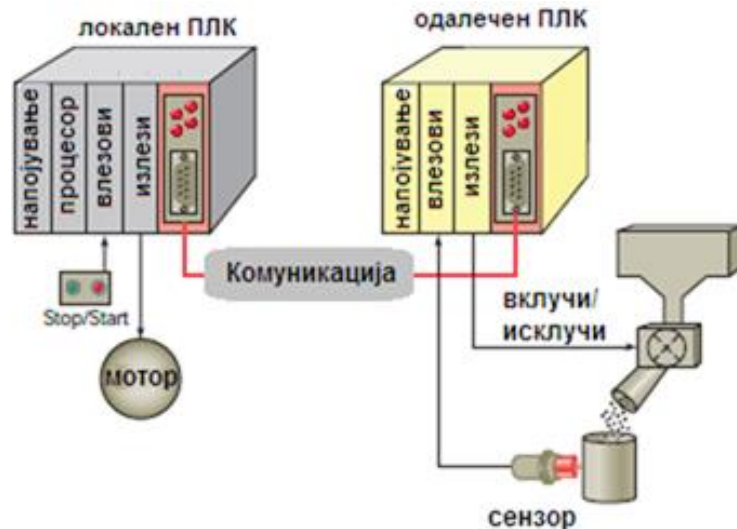 локален ПЛК
одалечен ПЛК
напојување
процесор
влезови
излези
напојување
влезови
излези
Комуникација
Stop/Start
мотор
вклучи/
исклучи
сензор